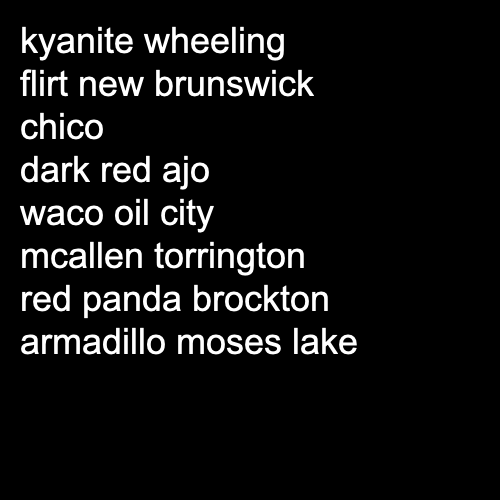 kyanite wheeling
flirt new brunswick
chico
dark red ajo
waco oil city
mcallen torrington
red panda brockton
armadillo moses lake